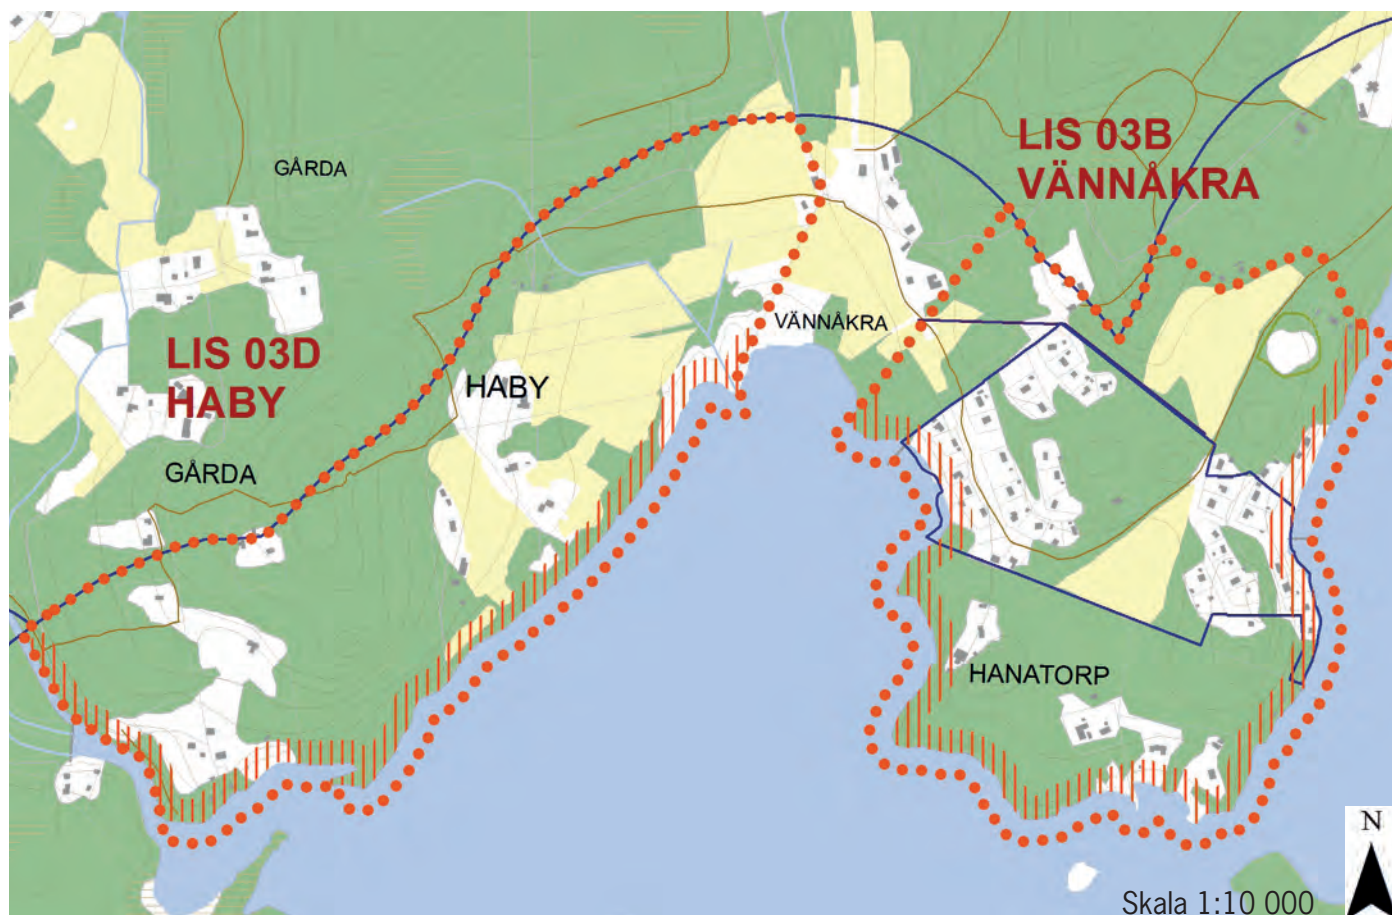 LIS 03B
VÄNNÅKRA
GÅRDA
VÄNNÅKRA
LIS 03D
HABY
HABY
GÅRDA
HANATORP
N
Skala 1:10 000